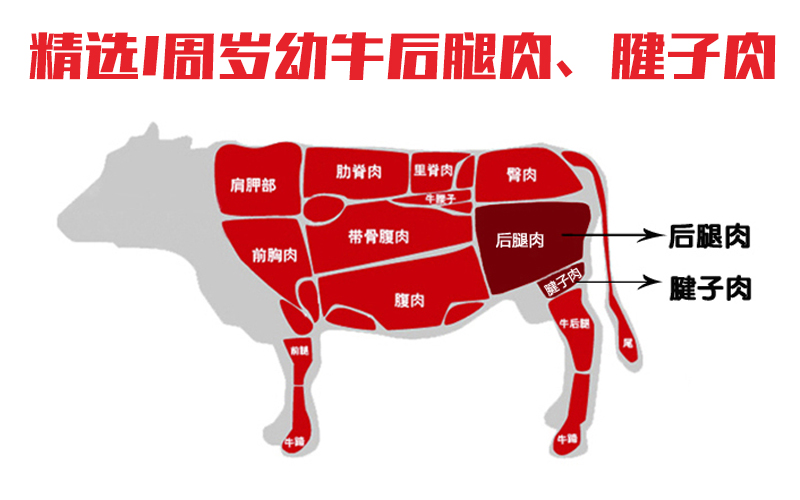 精选1周岁幼牛后腿肉、腱子肉
肩胛部
肋脊肉
里脊肉
臀肉
牛腱子
前胸肉
带骨腹肉
后腿肉
后腿肉
腹肉
腱子肉
腱子肉
前腿
牛后腿
尾
牛蹄
牛蹄